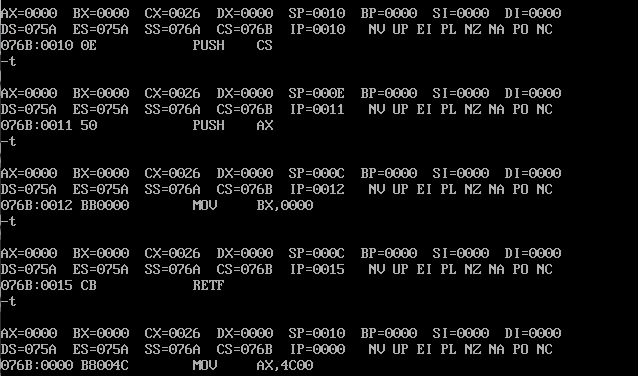 AX=0000  BX=0000  CX=0026  DX=0000  SP=0010  BP=0000  SI=0000  DI=0000
DS=075A  ES=075A  SS=076A  CS=076B  IP=0010   NV UP EI PL NZ NA PO NC
076B:0010 0E            PUSH    CS
-t
AX=0000  BX=0000  CX=0026  DX=0000  SP=000E  BP=0000  SI=0000  DI=0000
DS=075A  ES=075A  SS=076A  CS=076B  IP=0011   NV UP EI PL NZ NA PO NC
076B:0011 50            PUSH    AX
-t
AX=0000  BX=0000  CX=0026  DX=0000  SP=000C  BP=0000  SI=0000  DI=0000
DS=075A  ES=075A  SS=076A  CS=076B  IP=0012   NV UP EI PL NZ NA PO NC
076B:0012 BB0000        MOV     BX,0000
-t
AX=0000  BX=0000  CX=0026  DX=0000  SP=000C  BP=0000  SI=0000  DI=0000
DS=075A  ES=075A  SS=076A  CS=076B  IP=0015   NV UP EI PL NZ NA PO NC
076B:0015 CB            RETF
-t
AX=0000  BX=0000  CX=0026  DX=0000  SP=0010  BP=0000  SI=0000  DI=0000
DS=075A  ES=075A  SS=076A  CS=076B  IP=0000   NV UP EI PL NZ NA PO NC
076B:0000 B8004C        MOV     AX,4C00